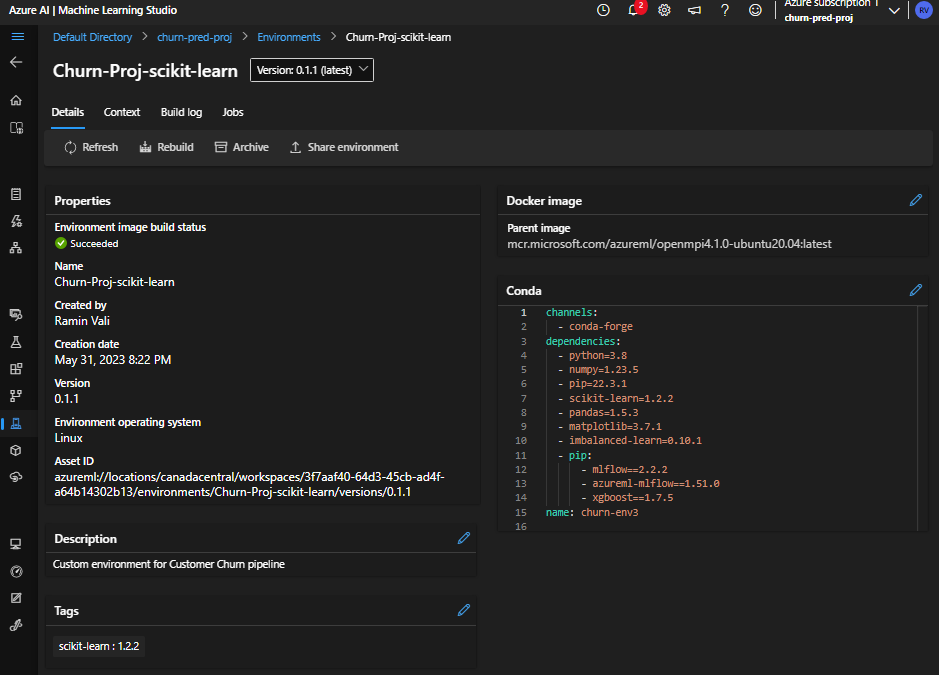 Azure AI | Machine Learning Studio
2
Azure subscription 1
churn-pred-proj
RV
Default Directory > churn-pred-proj > Environments > Churn-Proj-scikit-learn
Churn-Proj-scikit-learn
Version: 0.1.1 (latest)
Details Context Build log Jobs
Refresh Rebuild Archive Share environment
Properties
Environment image build status
Succeeded
Name
Churn-Proj-scikit-learn
Created by
Ramin Vali
Creation date
May 31, 2023 8:22 PM
Version
0.1.1
Environment operating system
Linux
Asset ID
azureml://locations/canadacentral/workspaces/3f7aaf40-64d3-45cb-ad4f-
a64b14302b13/environments/Churn-Proj-scikit-learn/versions/0.1.1
Description
Custom environment for Customer Churn pipeline
Tags
scikit-learn : 1.2.2
Docker image
Parent image
mcr.microsoft.com/azureml/openmpi4.1.0-ubuntu20.04:latest
Conda
1 channels:
2 - conda-forge
3 dependencies:
4 - python=3.8
5 - numpy=1.23.5
6 - pip=22.3.1
7 - scikit-learn=1.2.2
8 - pandas=1.5.3
9 - matplotlib=3.7.1
10 - imbalanced-learn=0.10.1
11 - pip:
12 - mlflow==2.2.2
13 - azureml-mlflow==1.51.0
14 - xgboost==1.7.5
15 name: churn-env3
16